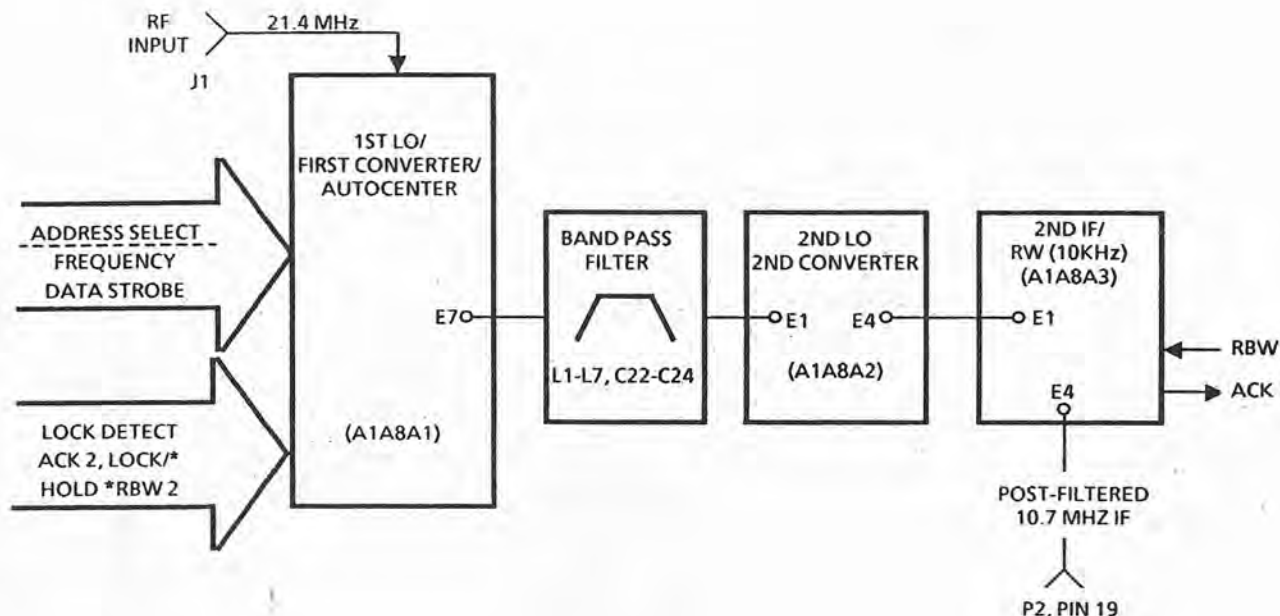 RF
INPUT
21.4 MHz
J1
1ST LO/
FIRST CONVERTER/
AUTOCENTER
ADDRESS SELECT
FREQUENCY
DATA STROBE
E7
(A1A8A1)
LOCK DETECT
ACK 2, LOCK/*
HOLD *RBW 2
BAND PASS
FILTER
L1-L7, C22-C24
2ND LO
2ND CONVERTER
E1 E4
(A1A8A2)
2ND IF/
RW (10KHz)
(A1A8A3)
E1
E4
RBW
ACK
POST-FILTERED
10.7 MHZ IF
P2, PIN 19